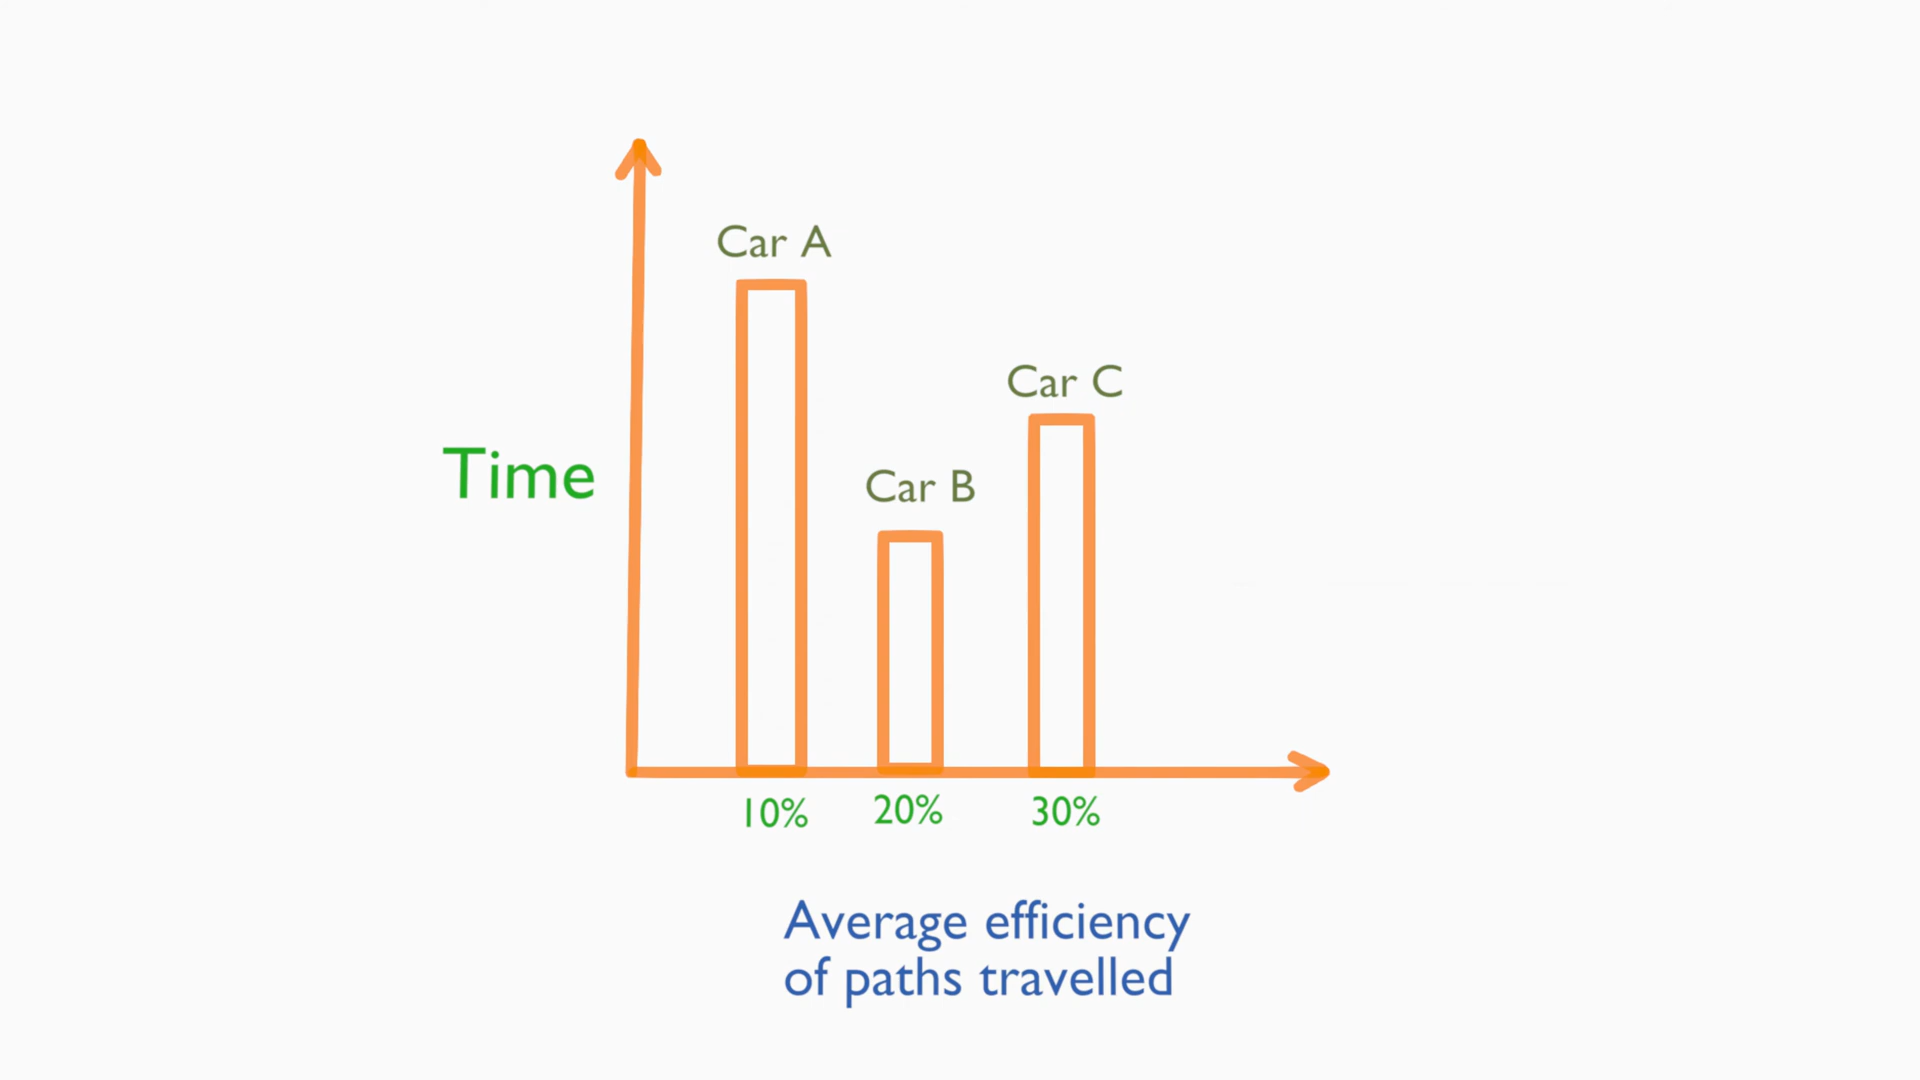 Car A
Car C
Car B
Time
10%
20%
30%
Average efficiency
of paths travelled